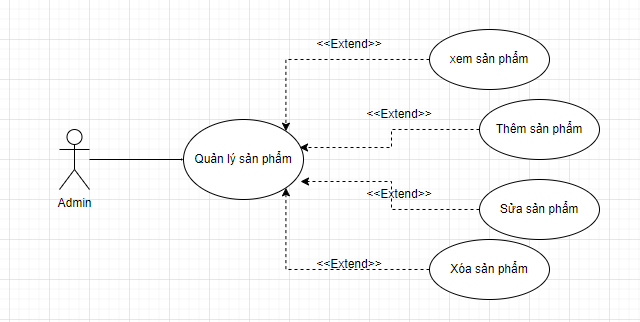 <<Extend>>
xem sản phẩm
<<Extend>>
Thêm sản phẩm
Quản lý sản phẩm
Admin
<<Extend>>
Sửa sản phẩm
<<Extend>>
Xóa sản phẩm